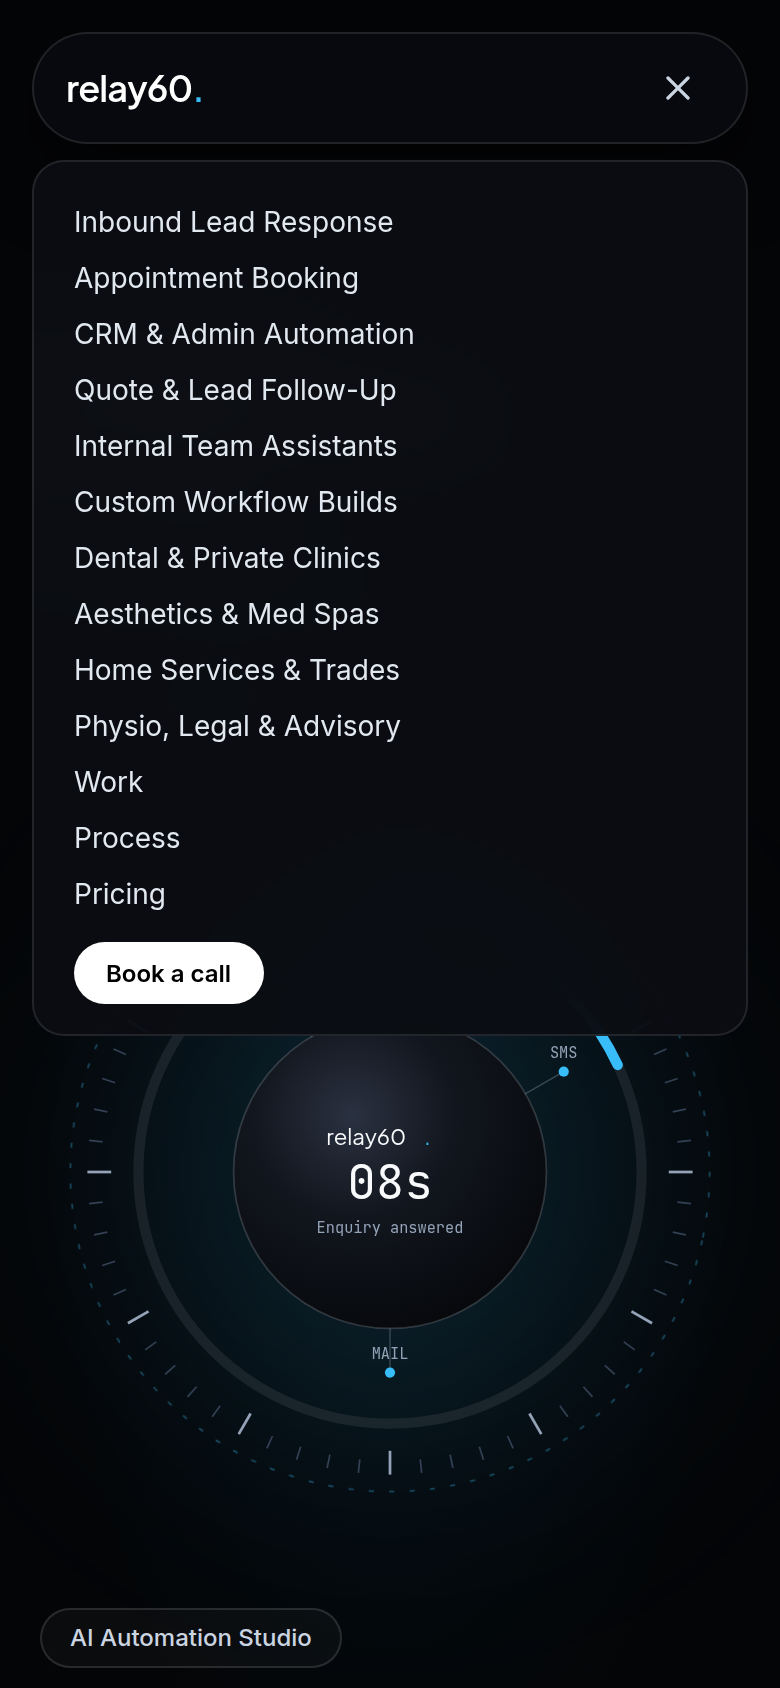 relay60.
Inbound Lead Response
Appointment Booking
CRM & Admin Automation
Quote & Lead Follow-Up
Internal Team Assistants
Custom Workflow Builds
Dental & Private Clinics
Aesthetics & Med Spas
Home Services & Trades
Physio, Legal & Advisory
Work
Process
Pricing
Book a call
SMS
relay60 .
08s
Enquiry answered
MAIL
AI Automation Studio